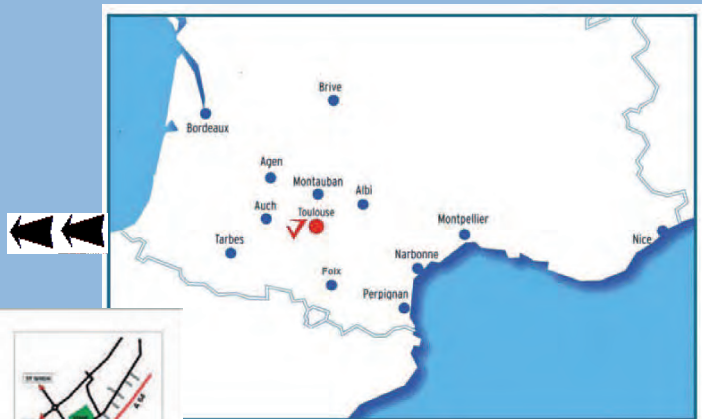 Brive
Bordeaux
Agen
Montauban
Albi
Auch
Toulouse
Montpellier
Tarbes
Nice
Narbonne
Foix
Perpignan
A 64